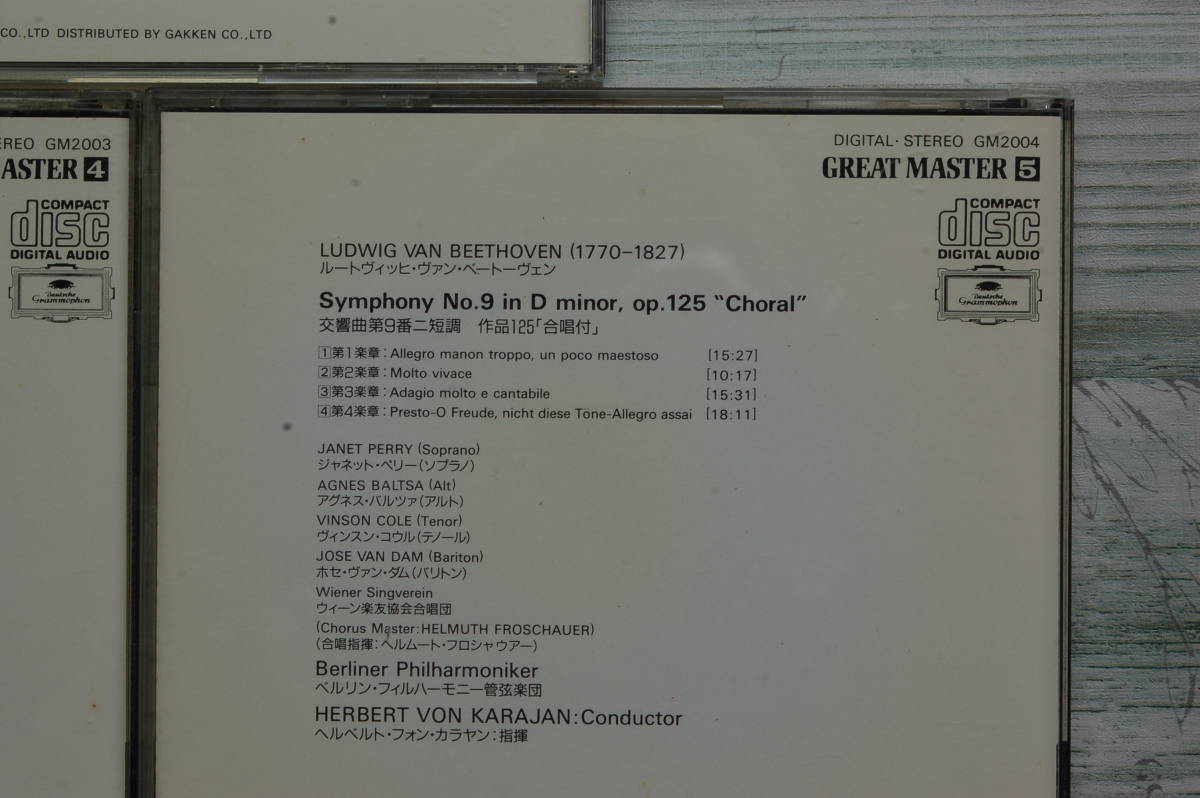 CO.,LTD DISTRIBUTED BY GAKKEN CO.,LTD
EREO GM2003
ASTER 4
COMPACT
disc
DIGITAL AUDIO
Deutsche
Grammophon
DIGITAL·STEREO GM2004
GREAT MASTER 5
COMPACT
disc
DIGITAL AUDIO
Deutsche
Grammophon
LUDWIG VAN BEETHOVEN (1770–1827)
ルートヴィッヒ・ヴァン・ベートーヴェン
Symphony No.9 in D minor, op.125 “Choral”
交響曲第9番ニ短調 作品125「合唱付」
1 第1楽章: Allegro manon troppo, un poco maestoso [15:27]
2 第2楽章: Molto vivace [10:17]
3 第3楽章: Adagio molto e cantabile [15:31]
4 第4楽章: Presto-O Freude, nicht diese Töne-Allegro assai [18:11]
JANET PERRY (Soprano)
ジャネット・ペリー(ソプラノ)
AGNES BALTSA (Alt)
アグネス・バルツァ(アルト)
VINSON COLE (Tenor)
ヴィンスン・コウル(テノール)
JOSE VAN DAM (Bariton)
ホセ・ヴァン・ダム(バリトン)
Wiener Singverein
ウィーン楽友協会合唱団
(Chorus Master: HELMUTH FROSCHAUER)
(合唱指揮:ヘルムート・フロシャウアー)
Berliner Philharmoniker
ベルリン・フィルハーモニー管弦楽団
HERBERT VON KARAJAN: Conductor
ヘルベルト・フォン・カラヤン:指揮